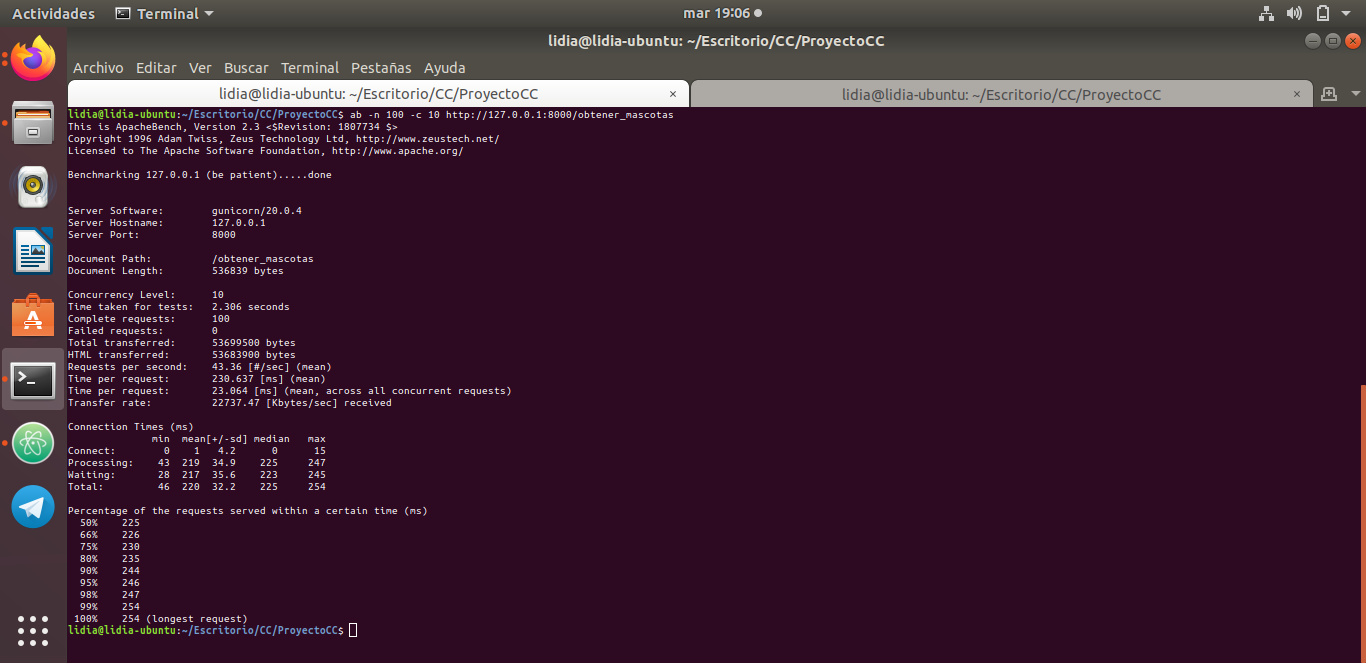 Actividades
Terminal
mar 19:06
lidia@lidia-ubuntu: ~/Escritorio/CC/ProyectoCC
Archivo Editar Ver Buscar Terminal Pestañas Ayuda
lidia@lidia-ubuntu: ~/Escritorio/CC/ProyectoCC × lidia@lidia-ubuntu: ~/Escritorio/CC/ProyectoCC ×
lidia@lidia-ubuntu:~/Escritorio/CC/ProyectoCC$ ab -n 100 -c 10 http://127.0.0.1:8000/obtener_mascotas
This is ApacheBench, Version 2.3 <$Revision: 1807734 $>
Copyright 1996 Adam Twiss, Zeus Technology Ltd, http://www.zeustech.net/
Licensed to The Apache Software Foundation, http://www.apache.org/
Benchmarking 127.0.0.1 (be patient).....done
Server Software:        gunicorn/20.0.4
Server Hostname:        127.0.0.1
Server Port:            8000
Document Path:          /obtener_mascotas
Document Length:        536839 bytes
Concurrency Level:      10
Time taken for tests:   2.306 seconds
Complete requests:      100
Failed requests:        0
Total transferred:      53699500 bytes
HTML transferred:       53683900 bytes
Requests per second:    43.36 [#/sec] (mean)
Time per request:       230.637 [ms] (mean)
Time per request:       23.064 [ms] (mean, across all concurrent requests)
Transfer rate:          22737.47 [Kbytes/sec] received
Connection Times (ms)
              min  mean[+/-sd] median   max
Connect:        0    1   4.2      0      15
Processing:    43  219  34.9    225     247
Waiting:       28  217  35.6    223     245
Total:         46  220  32.2    225     254
Percentage of the requests served within a certain time (ms)
  50%    225
  66%    226
  75%    230
  80%    235
  90%    244
  95%    246
  98%    247
  99%    254
 100%    254 (longest request)
lidia@lidia-ubuntu:~/Escritorio/CC/ProyectoCC$